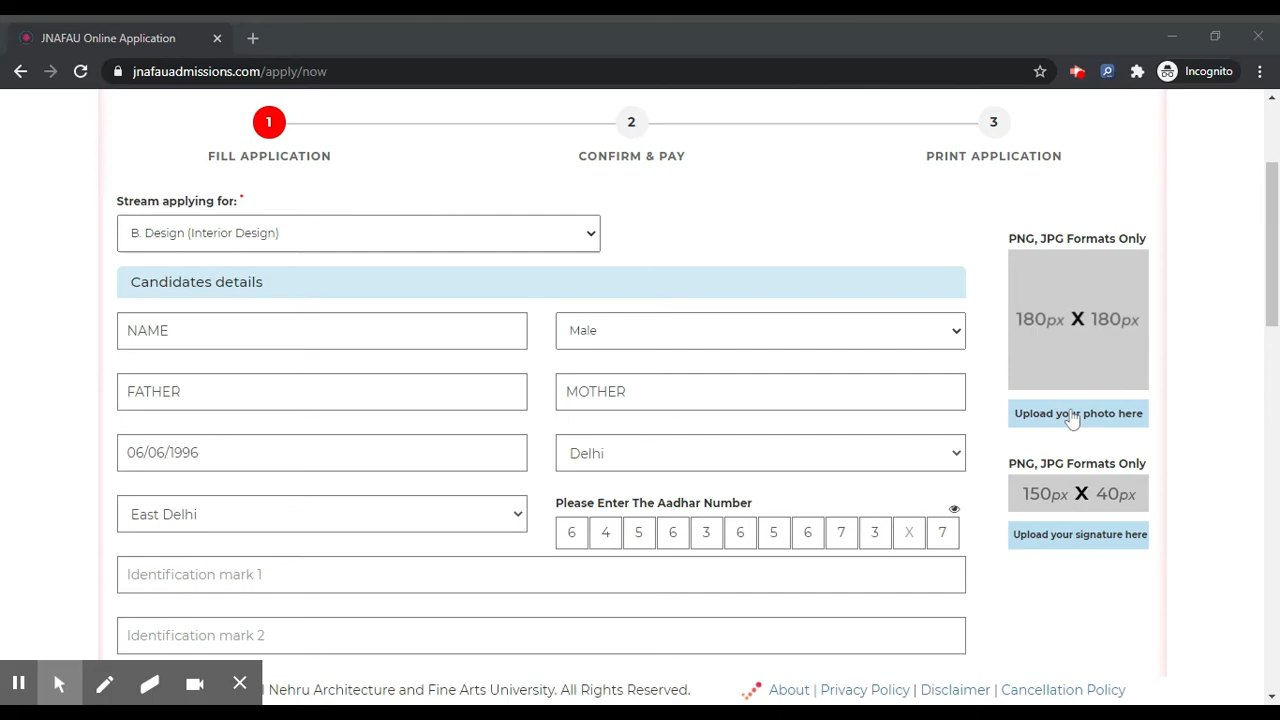 JNAFAU Online Application
jnafauadmissions.com/apply/now
Incognito
1
2
3
FILL APPLICATION
CONFIRM & PAY
PRINT APPLICATION
Stream applying for: *
B. Design (Interior Design)
PNG, JPG Formats Only
180px X 180px
Upload your photo here
PNG, JPG Formats Only
150px X 40px
Upload your signature here
Candidates details
NAME
Male
FATHER
MOTHER
06/06/1996
Delhi
East Delhi
Please Enter The Aadhar Number
6 4 5 6 3 6 5 6 7 3 X 7
Identification mark 1
Identification mark 2
Nehru Architecture and Fine Arts University. All Rights Reserved.
About | Privacy Policy | Disclaimer | Cancellation Policy